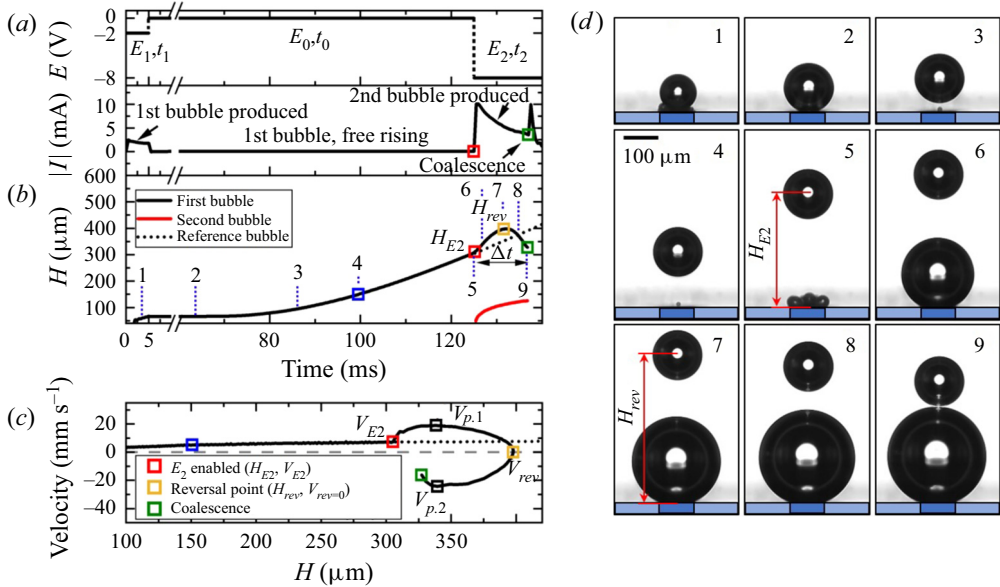 (a)
E (V)
0
−2
−8
E1,t1
E0,t0
E2,t2
|I| (mA)
10
5
0
1st bubble produced
1st bubble, free rising
2nd bubble produced
Coalescence
(b)
H (μm)
600
500
400
300
200
100
First bubble
Second bubble
Reference bubble
1
2
3
4
5
6
7
8
9
HE2
Hrev
Δt
0
5
80
100
120
Time (ms)
(c)
Velocity (mm s−1)
20
0
−20
−40
VE2
Vp.1
Vrev
Vp.2
E2 enabled (HE2, VE2)
Reversal point (Hrev, Vrev=0)
Coalescence
100
150
200
250
300
350
400
H (μm)
(d)
1
2
3
100 μm
4
5
6
HE2
7
8
9
Hrev